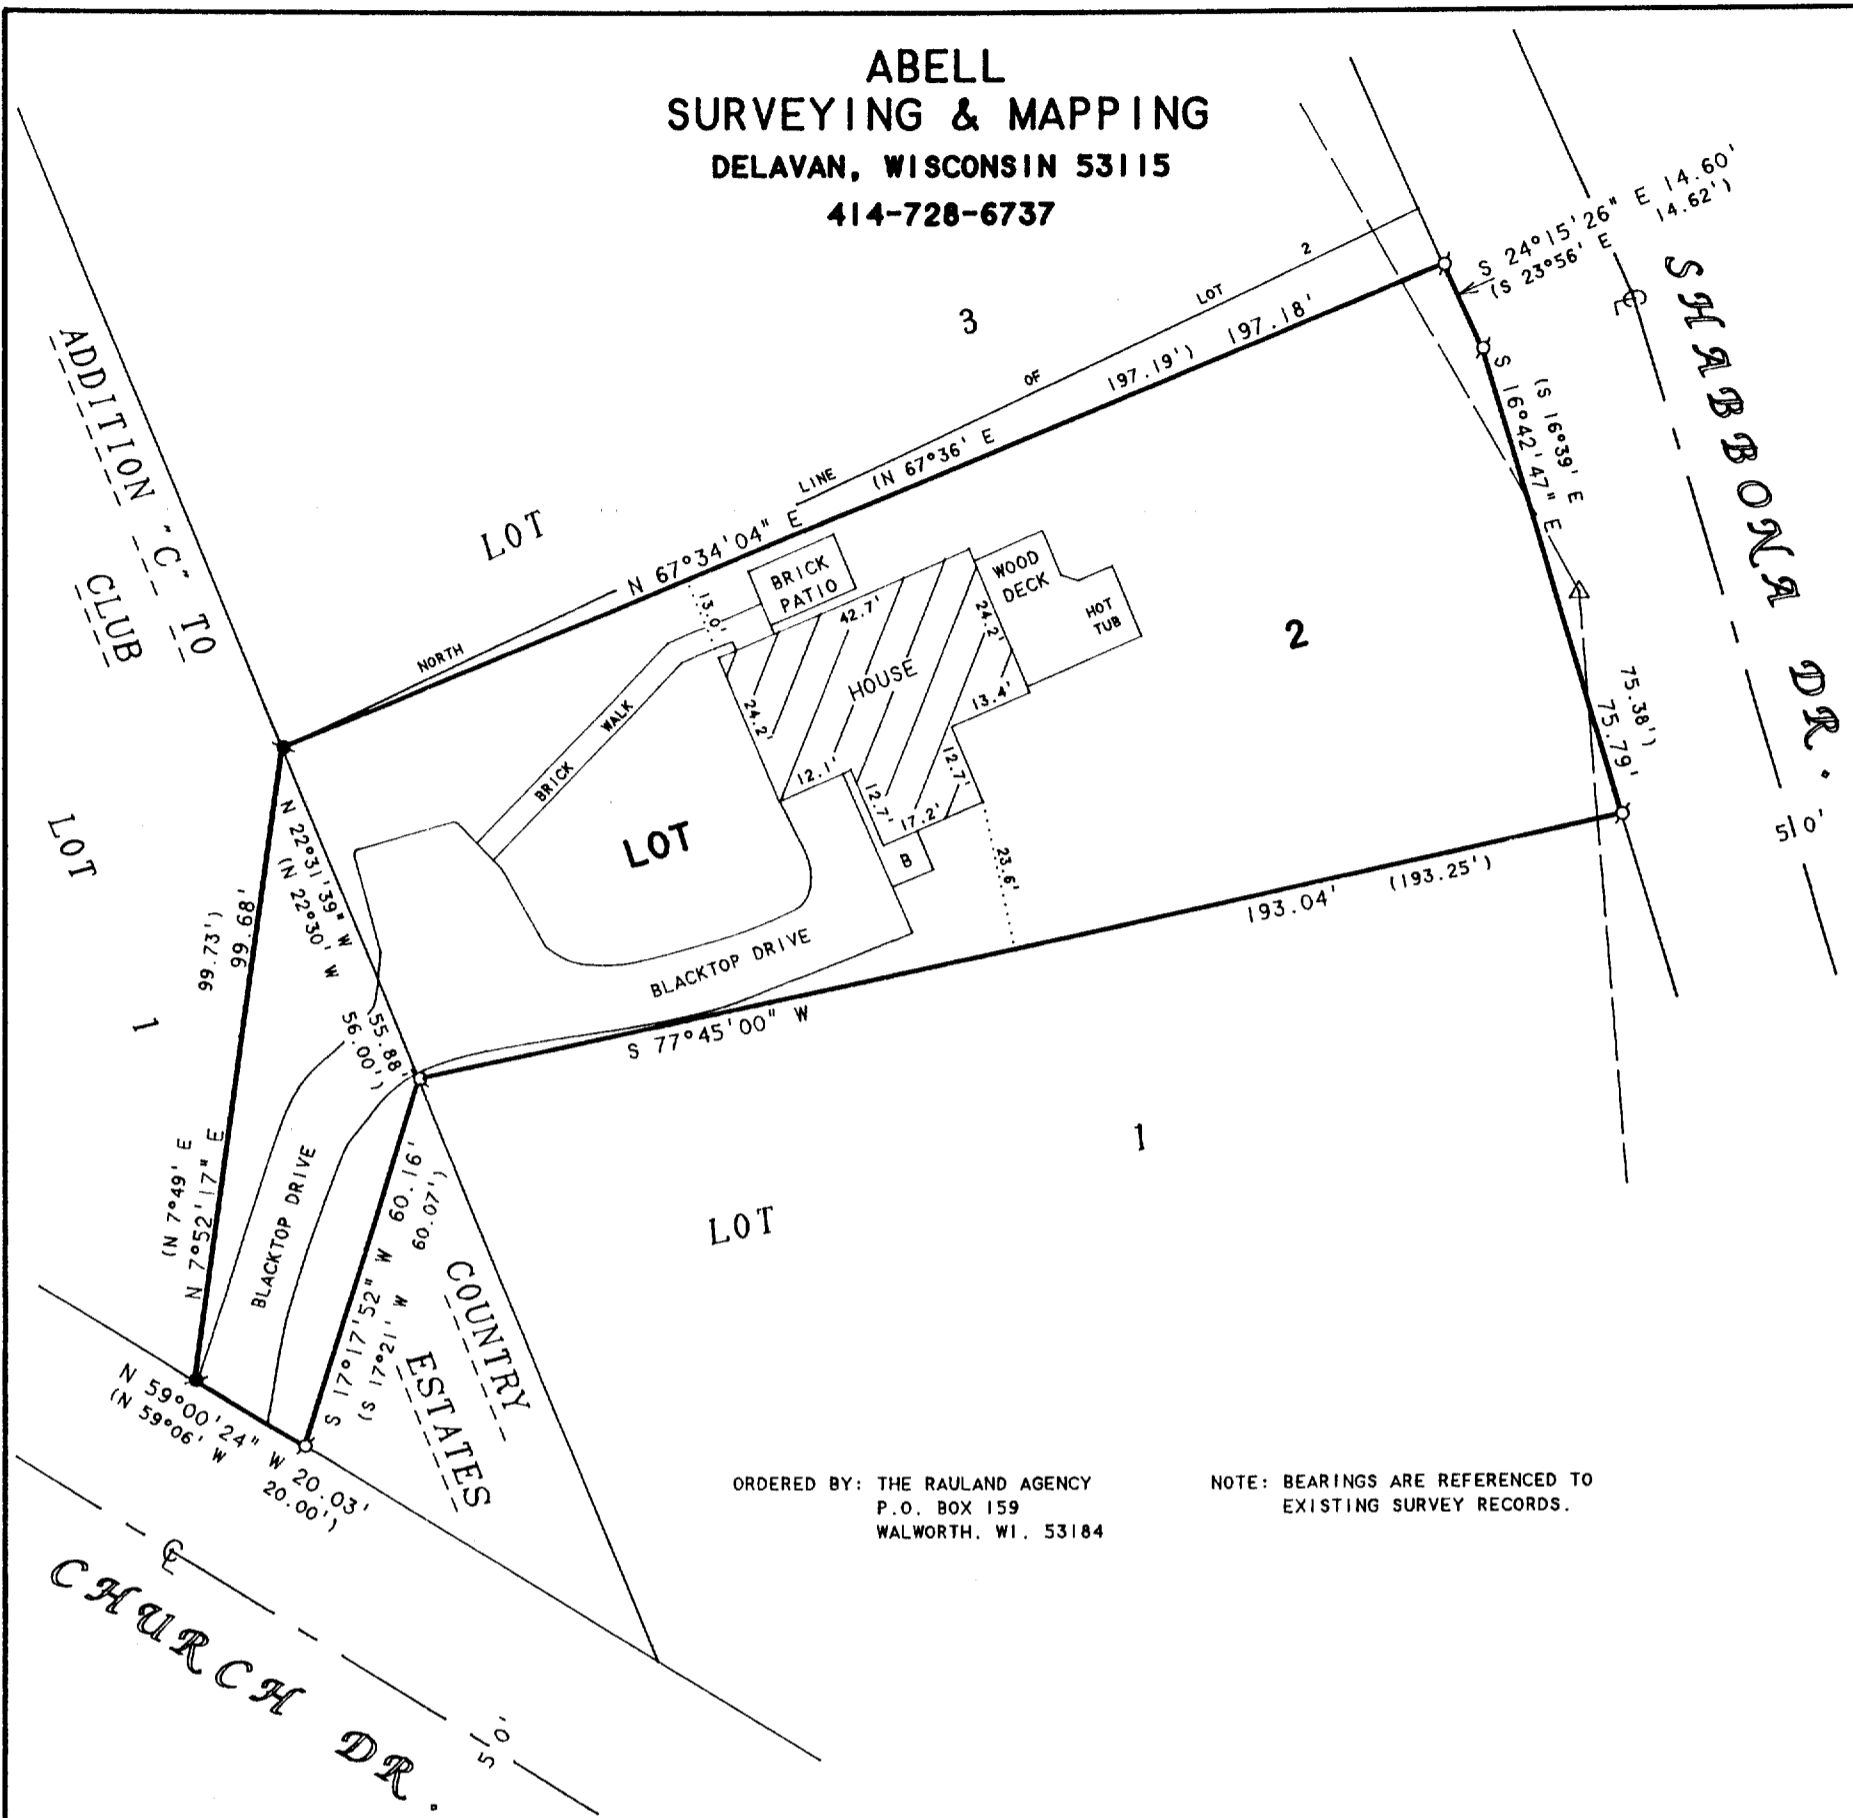 ABELL
SURVEYING & MAPPING
DELAVAN, WISCONSIN 53115
414-728-6737
S 24°15'26" E 14.60'
(S 23°56' E 14.62')
SHABBONA DR.
50'
ADDITION "C" TO
CLUB
3
LOT
NORTH LINE OF LOT 2
N 67°34'04" E 197.18'
(N 67°36' E 197.19')
(S 16°39' E 75.38')
S 16°42'47" E 75.79'
BRICK
PATIO
WOOD
DECK
HOT
TUB
13.0'
42.7'
24.2'
HOUSE
24.2'
13.4'
12.1'
12.7'
12.7'
17.2'
B
23.6'
BRICK WALK
LOT
2
BLACKTOP DRIVE
S 77°45'00" W 193.04' (193.25')
LOT
1
99.73')
99.68'
(N 7°49' E
N 7°52'17" E
N 22°31'39" W 55.88'
(N 22°30' W 56.00')
BLACKTOP DRIVE
S 17°17'52" W 60.16'
(S 17°21' W 60.07')
LOT
1
COUNTRY
ESTATES
N 59°00'24" W 20.03'
(N 59°06' W 20.00')
CHURCH DR.
50'
ORDERED BY: THE RAULAND AGENCY
P.O. BOX 159
WALWORTH, WI. 53184
NOTE: BEARINGS ARE REFERENCED TO
EXISTING SURVEY RECORDS.